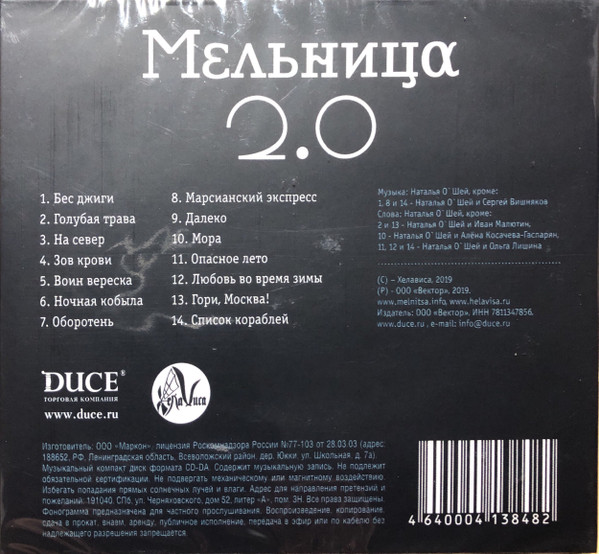 Мельница
2.0
1. Бес джиги
2. Голубая трава
3. На север
4. Зов крови
5. Воин вереска
6. Ночная кобыла
7. Оборотень
8. Марсианский экспресс
9. Далеко
10. Мора
11. Опасное лето
12. Любовь во время зимы
13. Гори, Москва!
14. Список кораблей
Музыка: Наталья О`Шей, кроме:
1, 8 и 14 - Наталья О`Шей и Сергей Вишняков
Слова: Наталья О`Шей, кроме:
2 и 13 - Наталья О`Шей и Иван Малютин,
10 - Наталья О`Шей и Алёна Косачева-Гаспарян,
11, 12 и 14 - Наталья О`Шей и Ольга Лишина
(C) – Хелависа, 2019
(P) - ООО «Вектор», 2019.
www.melnitsa.info, www.helavisa.ru
Издатель: ООО «Вектор», ИНН 7811347856,
www.duce.ru , e-mail: info@duce.ru
DUCE®
ТОРГОВАЯ КОМПАНИЯ
www.duce.ru
ХелаVиса
Изготовитель: ООО «Маркон», лицензия Роскомнадзора России №77-103 от 28.03.03 (адрес:
188652, РФ, Ленинградская область, Всеволожский район, дер. Юкки, ул. Школьная, д. 7а).
Музыкальный компакт диск формата CD-DA. Содержит музыкальную запись. Не подлежит
обязательной сертификации. Не подвергать механическому или магнитному воздействию.
Избегать попадания прямых солнечных лучей и влаги. Адрес для направления претензий и
пожеланий: 191040, СПб, ул. Черняховского, дом 52, литер «А», пом. 3Н. Все права защищены.
Фонограмма предназначена для частного прослушивания. Воспроизведение, копирование,
сдача в прокат, внаем, аренду, публичное исполнение, передача в эфир или по кабелю без
надлежащего разрешения запрещается.
4 640004 138482